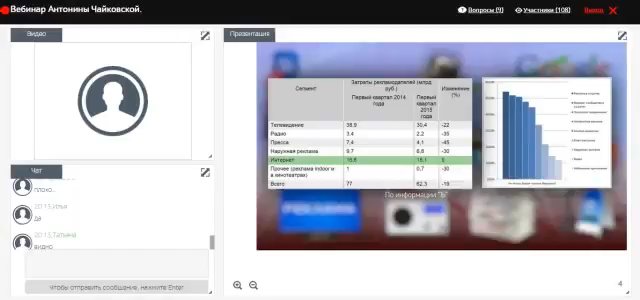 Вебинар Антонины Чайковской.
Вопросы (9)
Участники (108)
Выход
Видео
Чат
плохо..
20:15, Илья
да
20:15, Татьяна
видно
Чтобы отправить сообщение, нажмите Enter
Презентация
Сегмент
Затраты рекламодателей (млрд руб.)
Изменение (%)
Первый квартал 2014 года
Первый квартал 2015 года
Телевидение 38,9 30,4 -22
Радио 3,4 2,2 -35
Пресса 7,4 4,1 -45
Наружная реклама 9,7 6,8 -30
Интернет 16,6 18,1 9
Прочее (реклама indoor и в кинотеатрах) 1 0,7 -30
Всего 77 62,3 -19
По информации "Ъ"
4